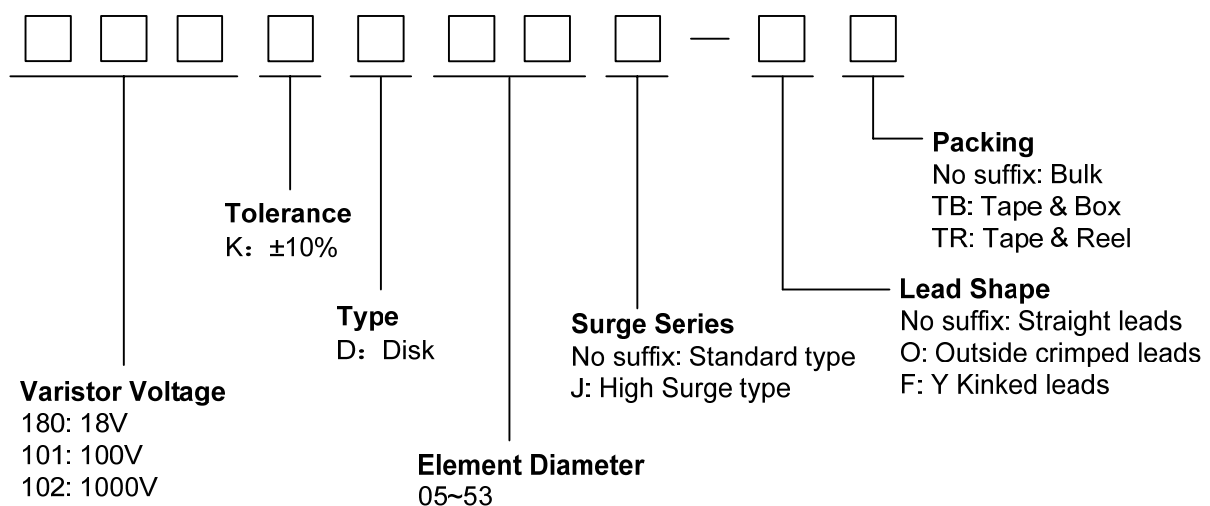 Packing
No suffix: Bulk
TB: Tape & Box
TR: Tape & Reel
Tolerance
K：±10%
Type
D：Disk
Lead Shape
No suffix: Straight leads
O: Outside crimped leads
F: Y Kinked leads
Surge Series
No suffix: Standard type
J: High Surge type
Varistor Voltage
180: 18V
101: 100V
102: 1000V
Element Diameter
05~53